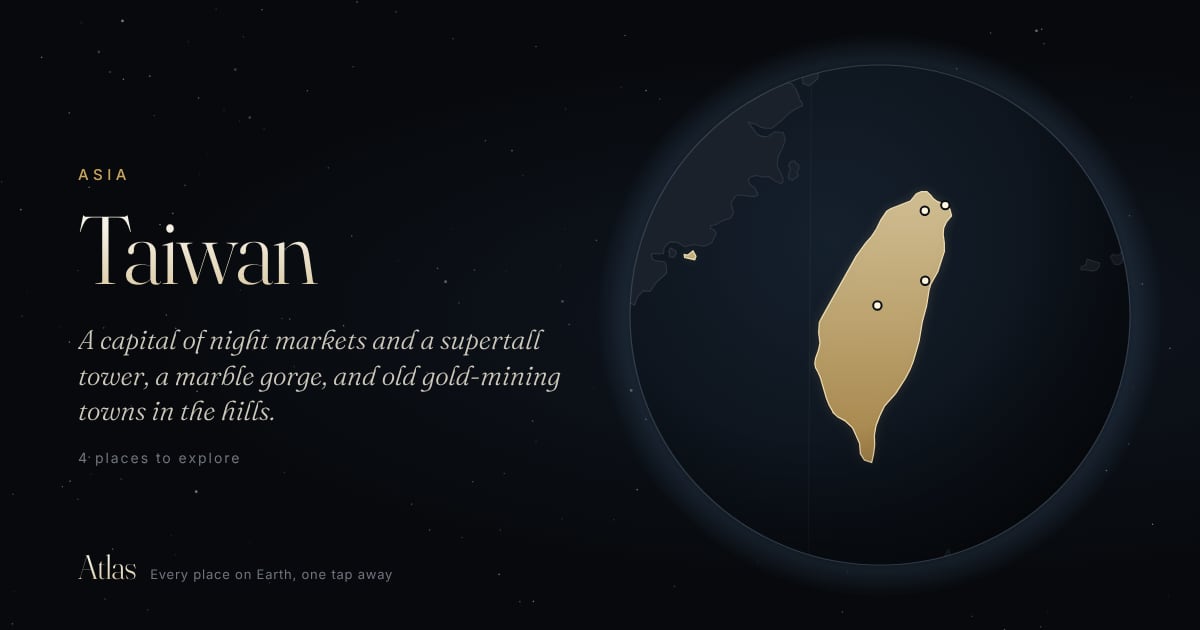 ASIA
Taiwan
A capital of night markets and a supertall
tower, a marble gorge, and old gold-mining
towns in the hills.
4 places to explore
Atlas Every place on Earth, one tap away